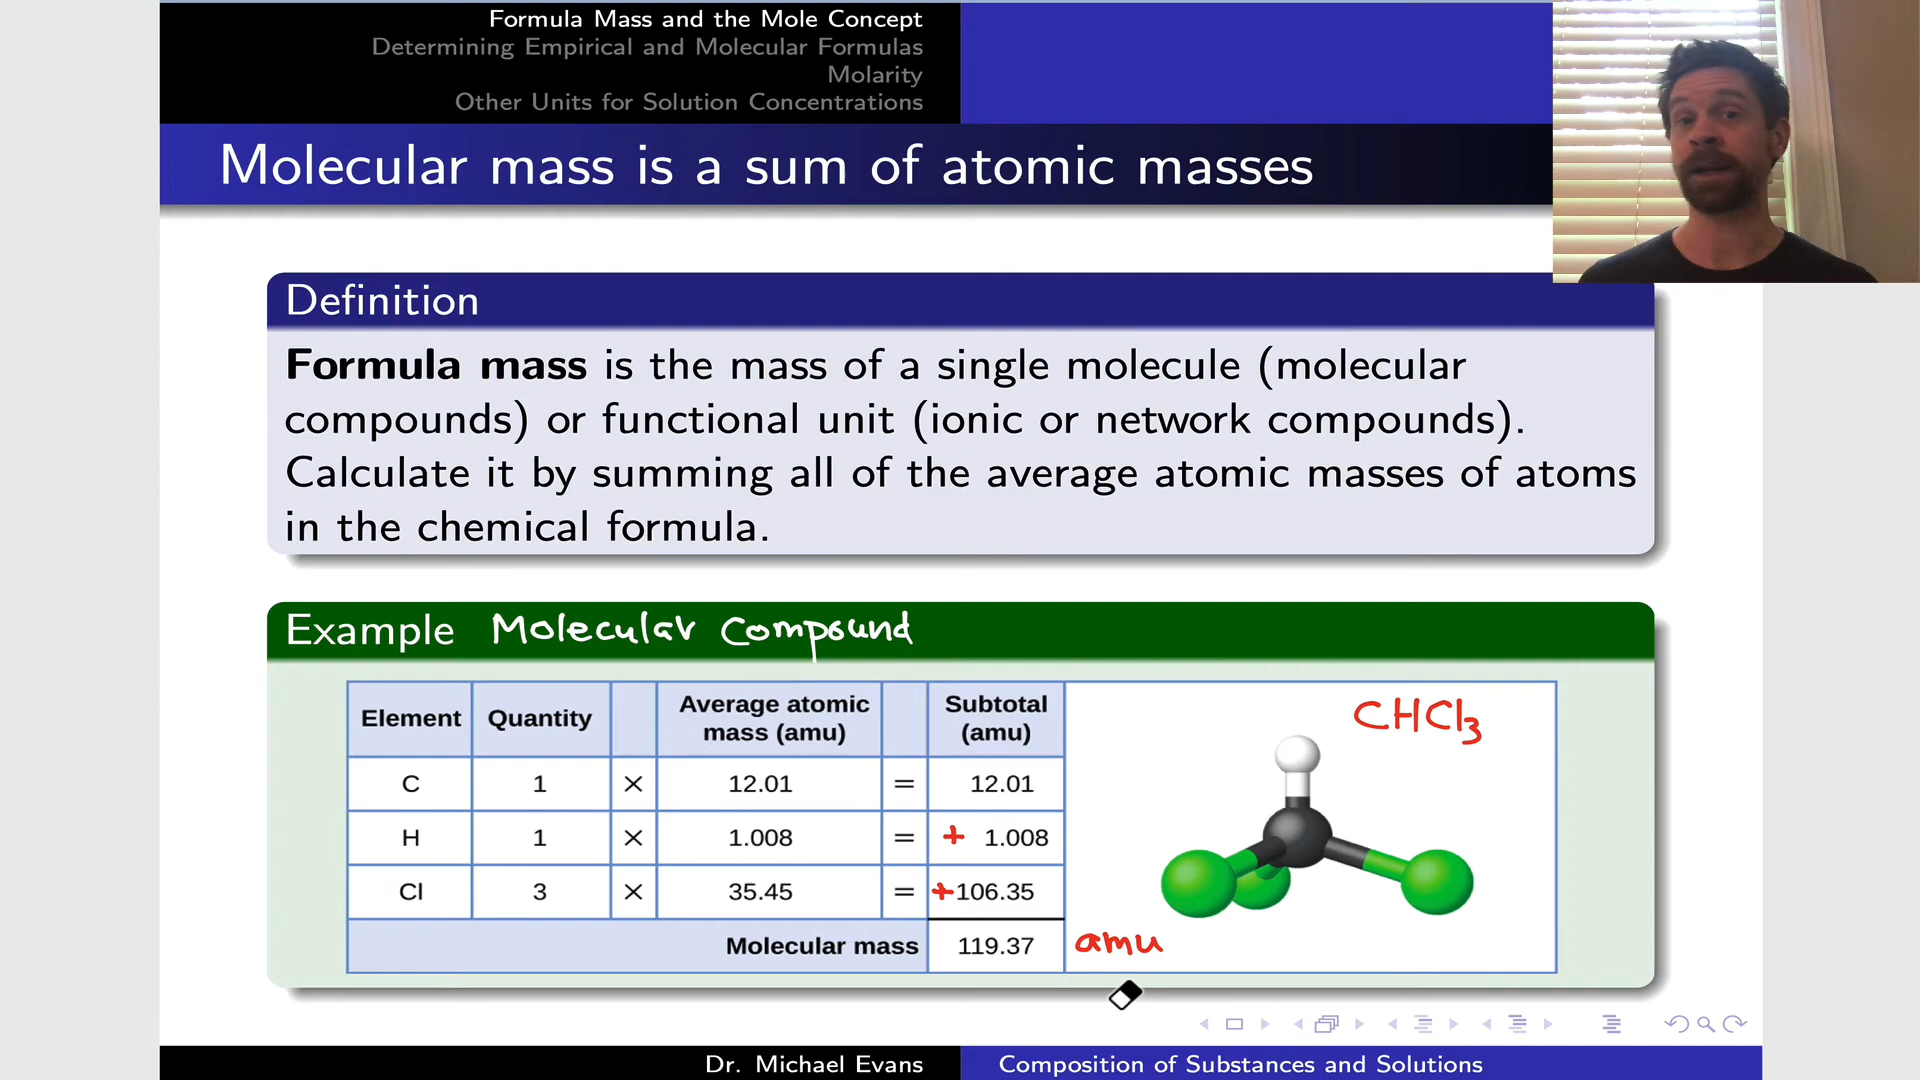 Formula Mass and the Mole Concept
Determining Empirical and Molecular Formulas
Molarity
Other Units for Solution Concentrations
Molecular mass is a sum of atomic masses
Definition
Formula mass is the mass of a single molecule (molecular
compounds) or functional unit (ionic or network compounds).
Calculate it by summing all of the average atomic masses of atoms
in the chemical formula.
Example Molecular Compound
Element Quantity Average atomic mass (amu) Subtotal (amu)
C 1 × 12.01 = 12.01
H 1 × 1.008 = + 1.008
Cl 3 × 35.45 = +106.35
Molecular mass 119.37 amu
CHCl₃
Dr. Michael Evans Composition of Substances and Solutions